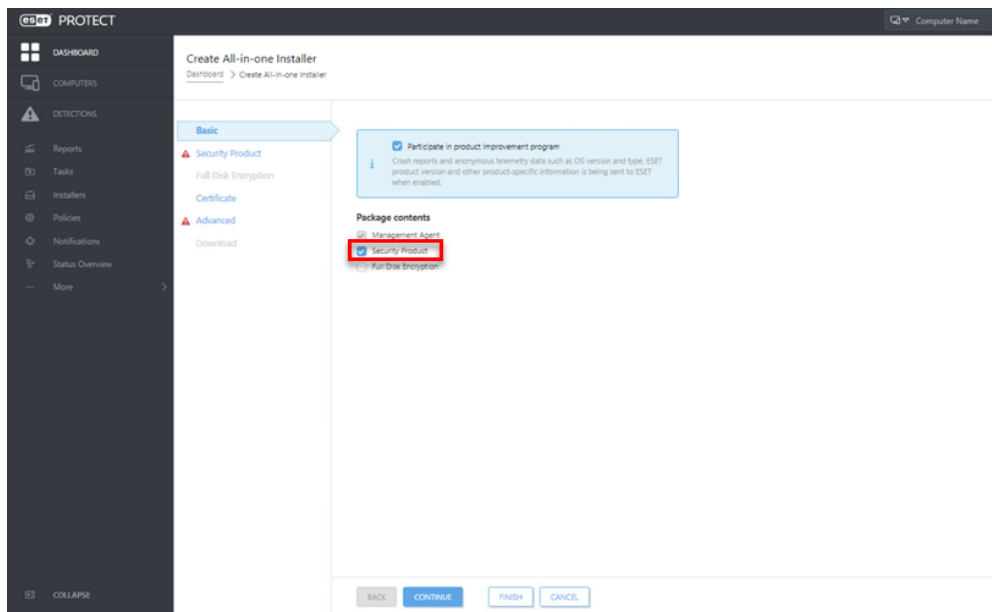 eset PROTECT
Computer Name
DASHBOARD
COMPUTERS
DETECTIONS
Reports
Tasks
Installers
Policies
Notifications
Status Overview
More
COLLAPSE
Create All-in-one Installer
Dashboard > Create All-in-one Installer
Basic
Security Product
Full Disk Encryption
Certificate
Advanced
Download
Participate in product improvement program
Crash reports and anonymous telemetry data such as OS version and type, ESET
product version and other product-specific information is being sent to ESET
when enabled.
Package contents
Management Agent
Security Product
Full Disk Encryption
BACK
CONTINUE
FINISH
CANCEL